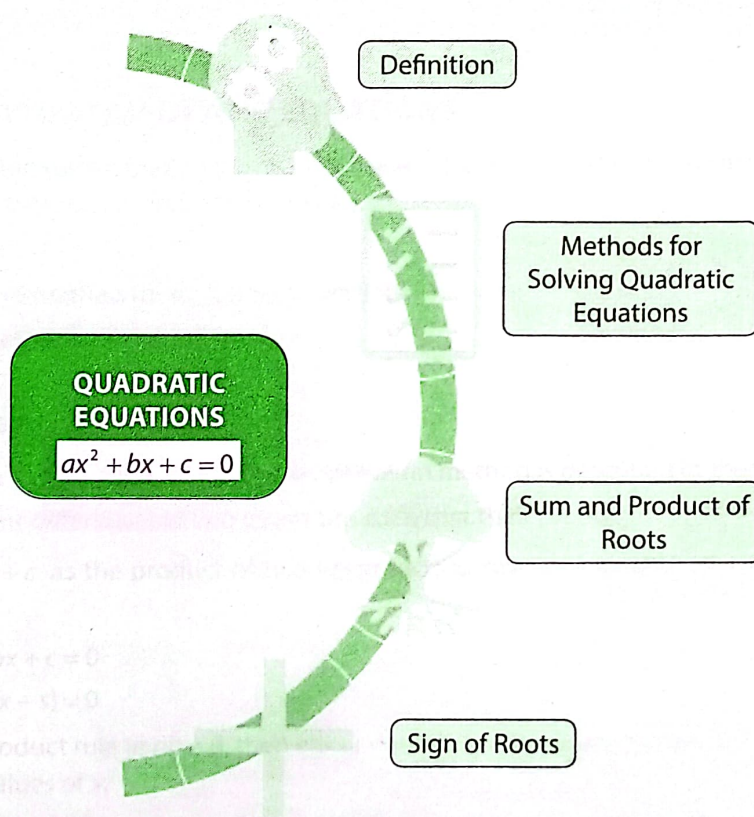 Definition
Methods for
Solving Quadratic
Equations
QUADRATIC
EQUATIONS
ax² + bx + c = 0
Sum and Product of
Roots
Sign of Roots